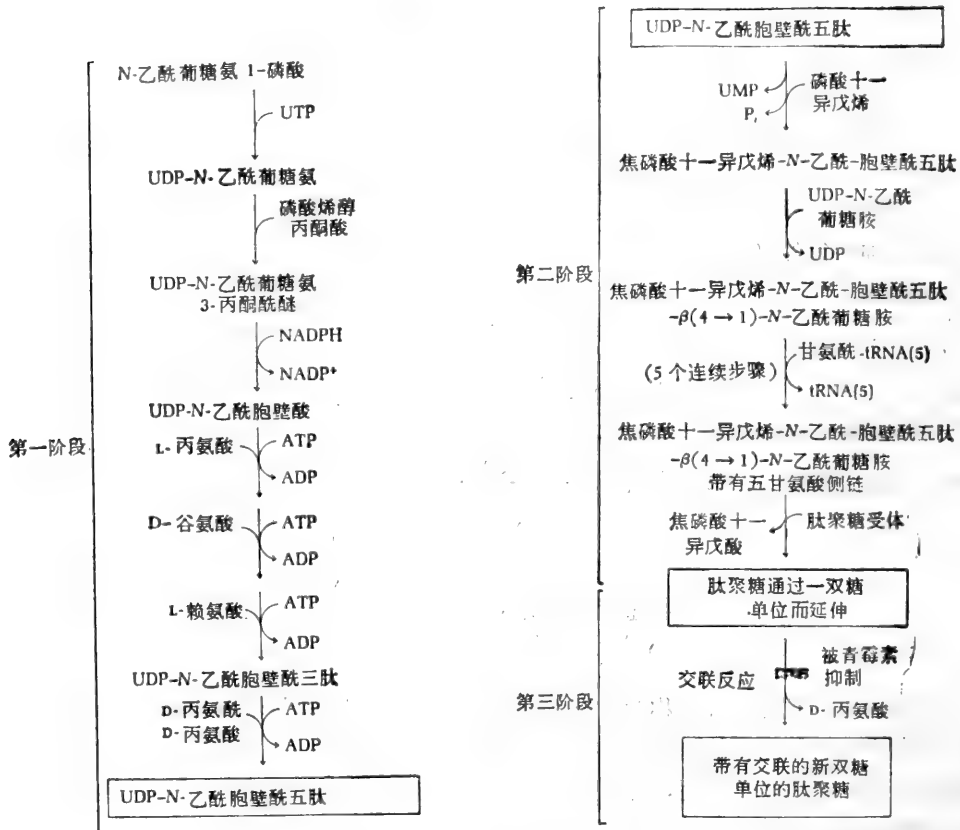 第一阶段
N-乙酰葡糖氨 1-磷酸
UTP
UDP-N-乙酰葡糖氨
磷酸烯醇
丙酮酸
UDP-N-乙酰葡糖氨
3-丙酮酰醚
NADPH
NADP+
UDP-N-乙酰胞壁酸
L-丙氨酸
ATP
ADP
D-谷氨酸
ATP
ADP
L-赖氨酸
ATP
ADP
UDP-N-乙酰胞壁酰三肽
D-丙氨酰
D-丙氨酸
ATP
ADP
UDP-N-乙酰胞壁酰五肽
第二阶段
UDP-N-乙酰胞壁酰五肽
UMP
Pi
磷酸十一
异戊烯
焦磷酸十一异戊烯-N-乙酰-胞壁酰五肽
UDP-N-乙酰
葡糖胺
UDP
焦磷酸十一异戊烯-N-乙酰-胞壁酰五肽
-β(4→1)-N-乙酰葡糖胺
(5个连续步骤)
甘氨酰-tRNA(5)
tRNA(5)
焦磷酸十一异戊烯-N-乙酰-胞壁酰五肽
-β(4→1)-N-乙酰葡糖胺
带有五甘氨酸侧链
焦磷酸十一
异戊酸
肽聚糖受体
肽聚糖通过一双糖
单位而延伸
第三阶段
交联反应
被青霉素
抑制
D-丙氨酸
带有交联的新双糖
单位的肽聚糖